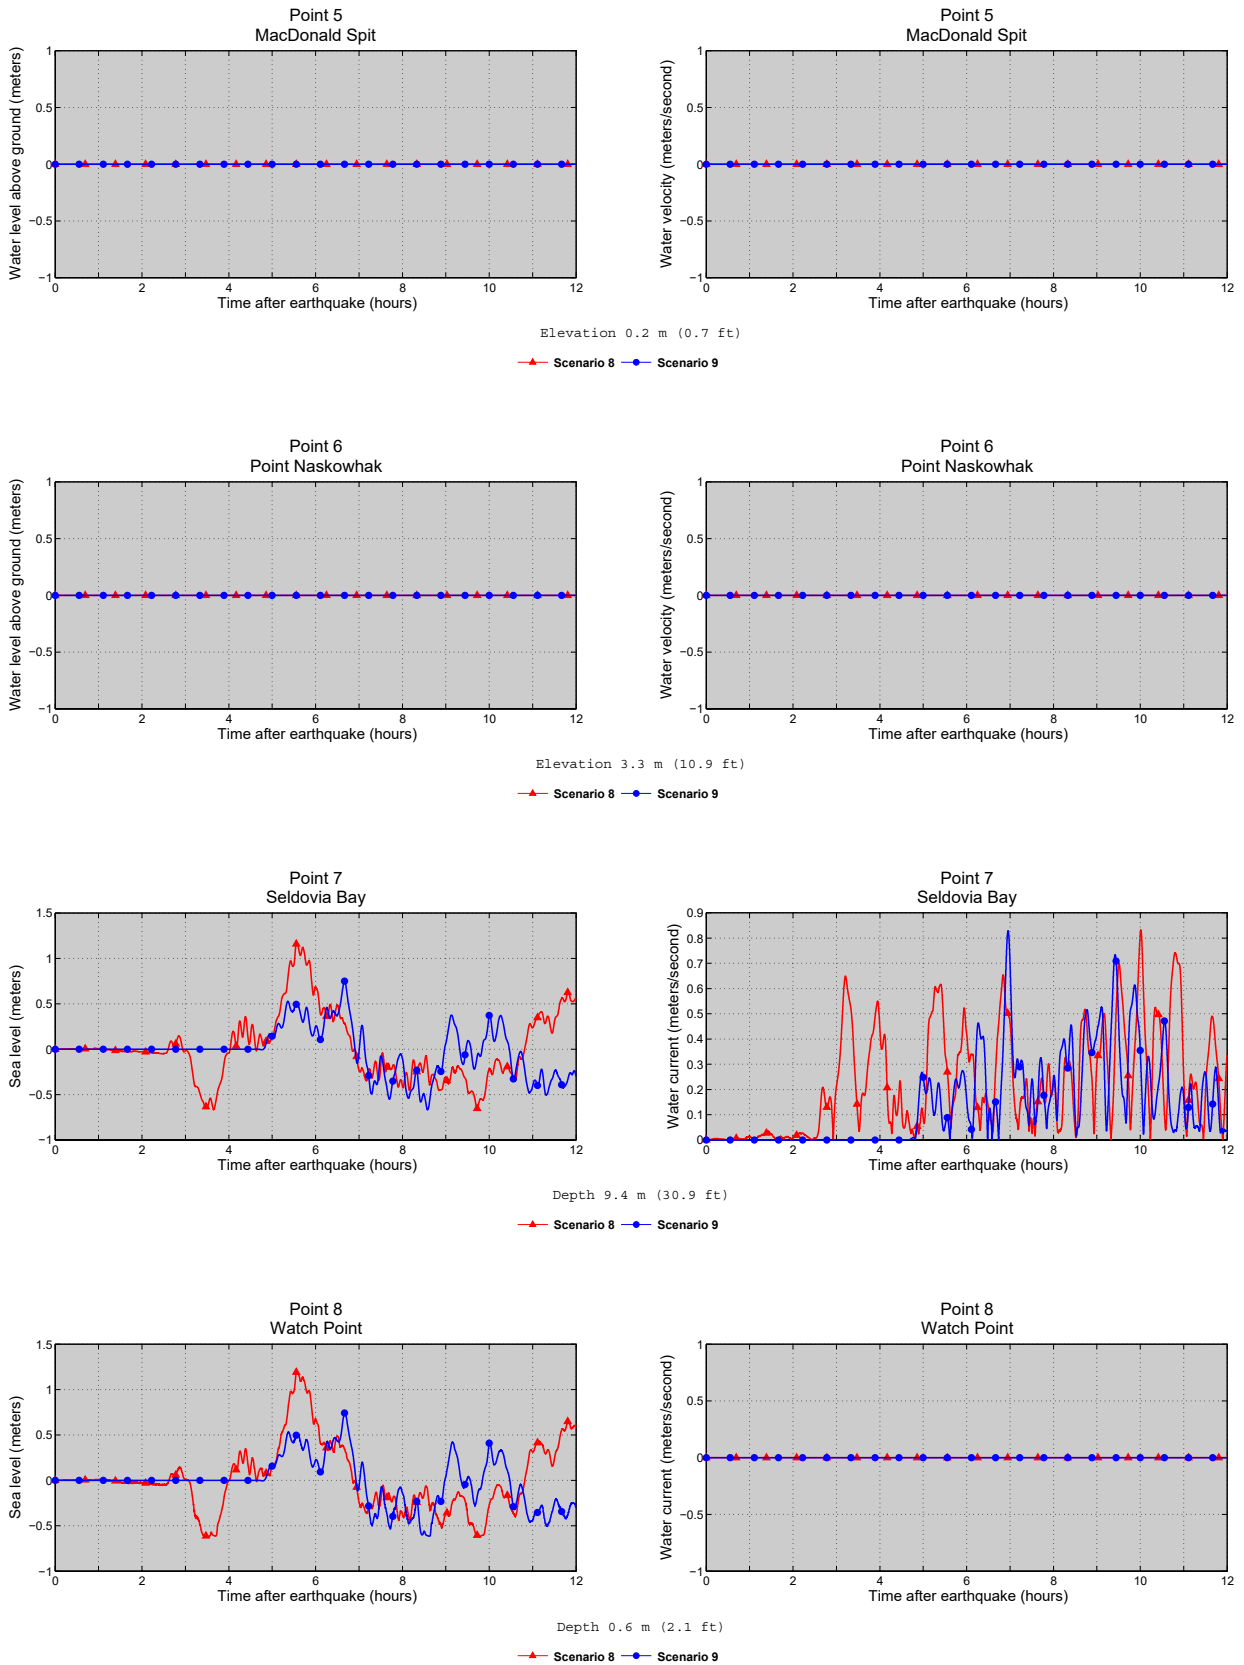 Point 5
MacDonald Spit
Water level above ground (meters)
1
0.5
0
−0.5
−1
0 2 4 6 8 10 12
Time after earthquake (hours)
Point 5
MacDonald Spit
Water velocity (meters/second)
1
0.5
0
−0.5
−1
0 2 4 6 8 10 12
Time after earthquake (hours)
Elevation 0.2 m (0.7 ft)
Scenario 8 Scenario 9
Point 6
Point Naskowhak
Water level above ground (meters)
1
0.5
0
−0.5
−1
0 2 4 6 8 10 12
Time after earthquake (hours)
Point 6
Point Naskowhak
Water velocity (meters/second)
1
0.5
0
−0.5
−1
0 2 4 6 8 10 12
Time after earthquake (hours)
Elevation 3.3 m (10.9 ft)
Scenario 8 Scenario 9
Point 7
Seldovia Bay
Sea level (meters)
1.5
1
0.5
0
−0.5
−1
0 2 4 6 8 10 12
Time after earthquake (hours)
Point 7
Seldovia Bay
Water current (meters/second)
0.9
0.8
0.7
0.6
0.5
0.4
0.3
0.2
0.1
0
0 2 4 6 8 10 12
Time after earthquake (hours)
Depth 9.4 m (30.9 ft)
Scenario 8 Scenario 9
Point 8
Watch Point
Sea level (meters)
1.5
1
0.5
0
−0.5
−1
0 2 4 6 8 10 12
Time after earthquake (hours)
Point 8
Watch Point
Water current (meters/second)
1
0.5
0
−0.5
−1
0 2 4 6 8 10 12
Time after earthquake (hours)
Depth 0.6 m (2.1 ft)
Scenario 8 Scenario 9